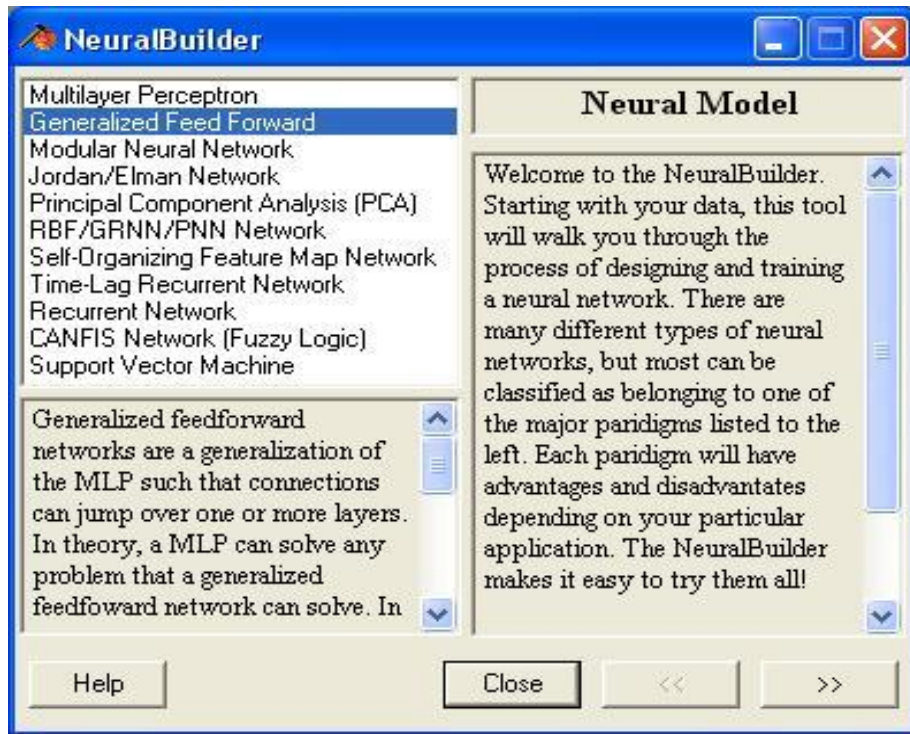 NeuralBuilder
Multilayer Perceptron
Generalized Feed Forward
Modular Neural Network
Jordan/Elman Network
Principal Component Analysis (PCA)
RBF/GRNN/PNN Network
Self-Organizing Feature Map Network
Time-Lag Recurrent Network
Recurrent Network
CANFIS Network (Fuzzy Logic)
Support Vector Machine
Generalized feedforward
networks are a generalization of
the MLP such that connections
can jump over one or more layers.
In theory, a MLP can solve any
problem that a generalized
feedfoward network can solve. In
Neural Model
Welcome to the NeuralBuilder.
Starting with your data, this tool
will walk you through the
process of designing and training
a neural network. There are
many different types of neural
networks, but most can be
classified as belonging to one of
the major paridigms listed to the
left. Each paridigm will have
advantages and disadvantates
depending on your particular
application. The NeuralBuilder
makes it easy to try them all!
Help
Close
<<
>>